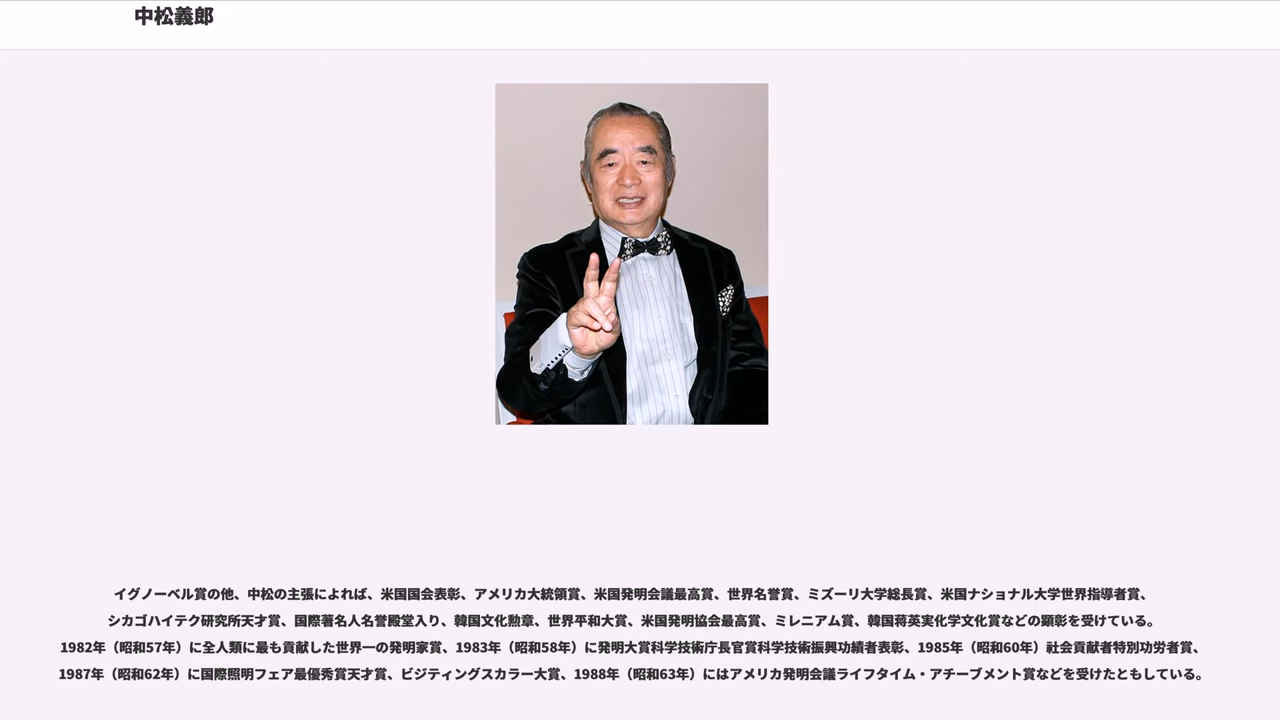 中松義郎
イグノーベル賞の他、中松の主張によれば、米国国会表彰、アメリカ大統領賞、米国発明会議最高賞、世界名誉賞、ミズーリ大学総長賞、米国ナショナル大学世界指導者賞、
シカゴハイテク研究所天才賞、国際著名人名誉殿堂入り、韓国文化勲章、世界平和大賞、米国発明協会最高賞、ミレニアム賞、韓国蒋英実化学文化賞などの顕彰を受けている。
1982年（昭和57年）に全人類に最も貢献した世界一の発明家賞、1983年（昭和58年）に発明大賞科学技術庁長官賞科学技術振興功績者表彰、1985年（昭和60年）社会貢献者特別功労者賞、
1987年（昭和62年）に国際照明フェア最優秀賞天才賞、ビジティングスカラー大賞、1988年（昭和63年）にはアメリカ発明会議ライフタイム・アチーブメント賞などを受けたともしている。